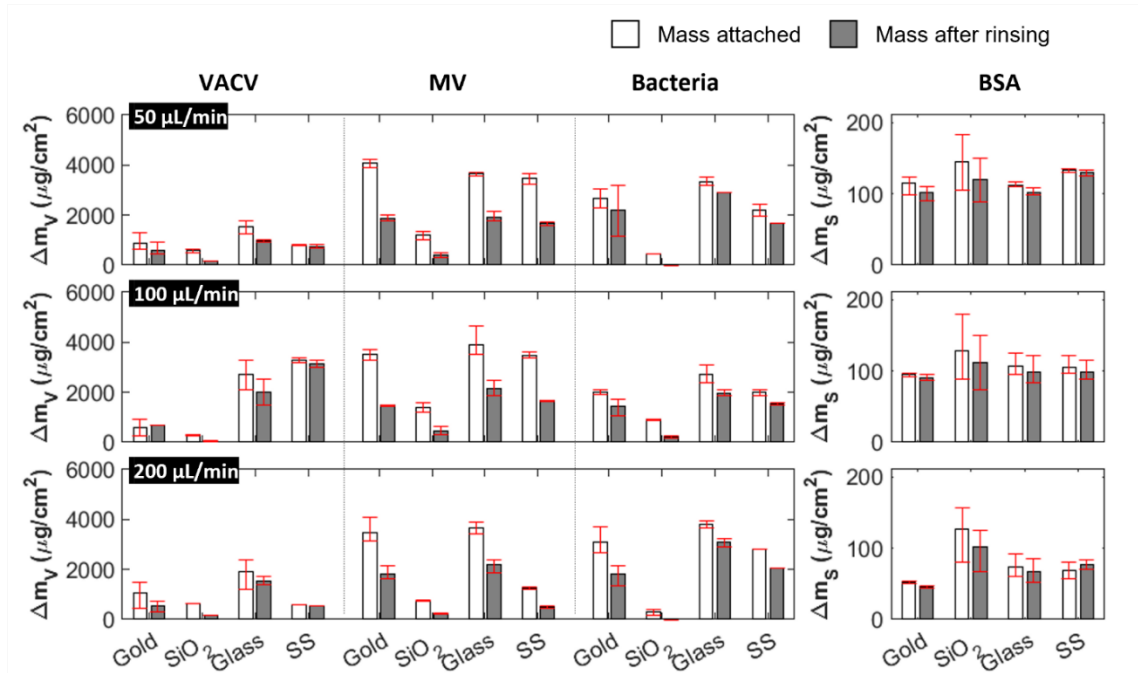 Mass attached Mass after rinsing
VACV MV Bacteria BSA
50 µL/min
Δm_V (µg/cm²)
6000
4000
2000
0
Δm_S (µg/cm²)
200
100
0
100 µL/min
Δm_V (µg/cm²)
6000
4000
2000
0
Δm_S (µg/cm²)
200
100
0
200 µL/min
Δm_V (µg/cm²)
6000
4000
2000
0
Δm_S (µg/cm²)
200
100
0
Gold SiO₂ Glass SS Gold SiO₂ Glass SS Gold SiO₂ Glass SS Gold SiO₂ Glass SS